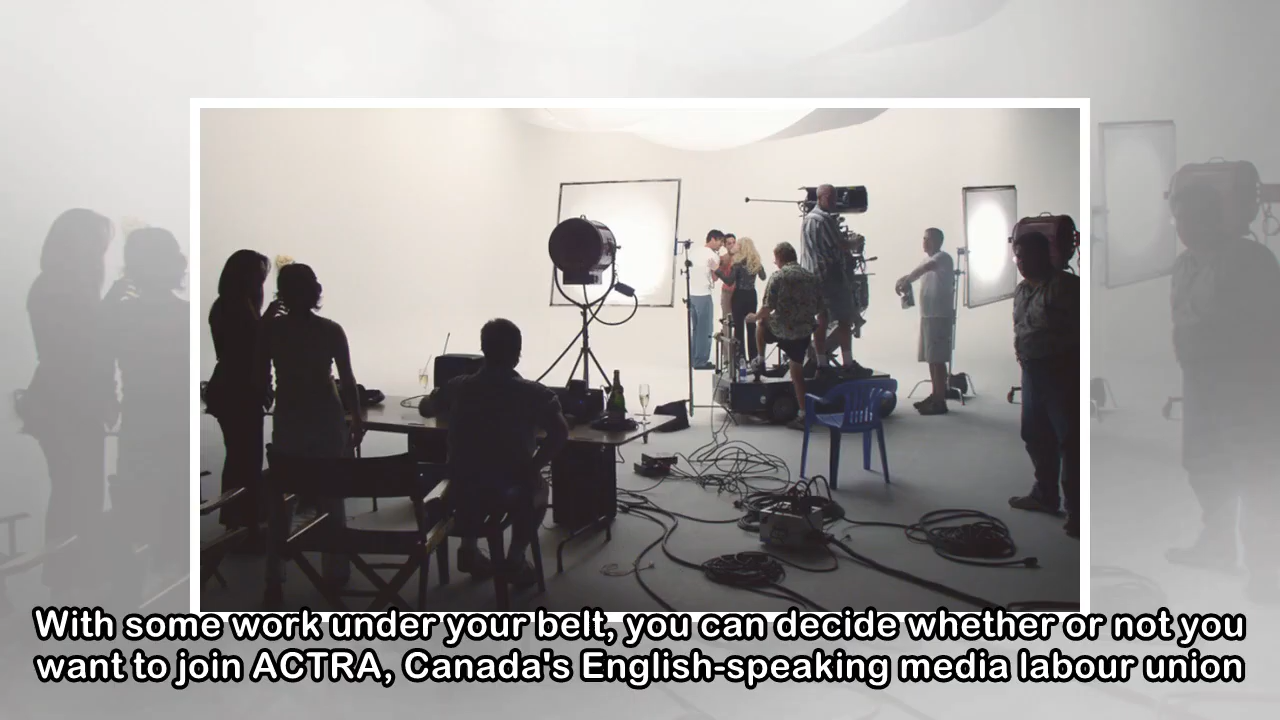 With some work under your belt, you can decide whether or not you
want to join ACTRA, Canada's English-speaking media labour union